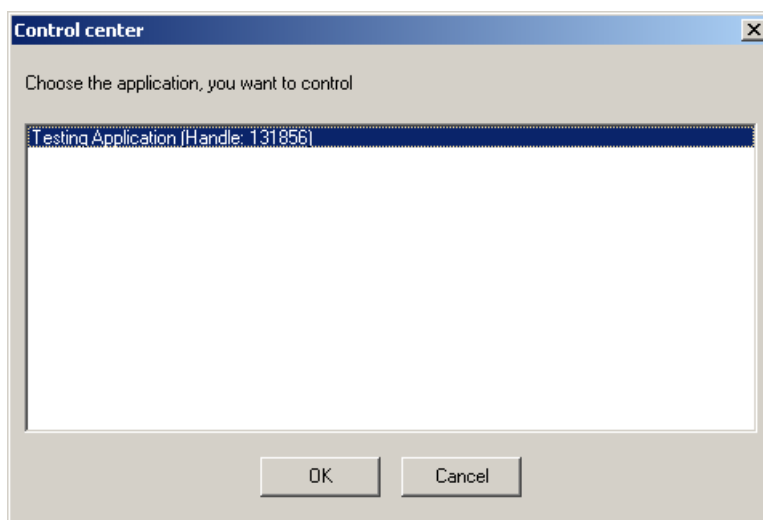 Control center
Choose the application, you want to control
Testing Application (Handle: 131856)
OK
Cancel